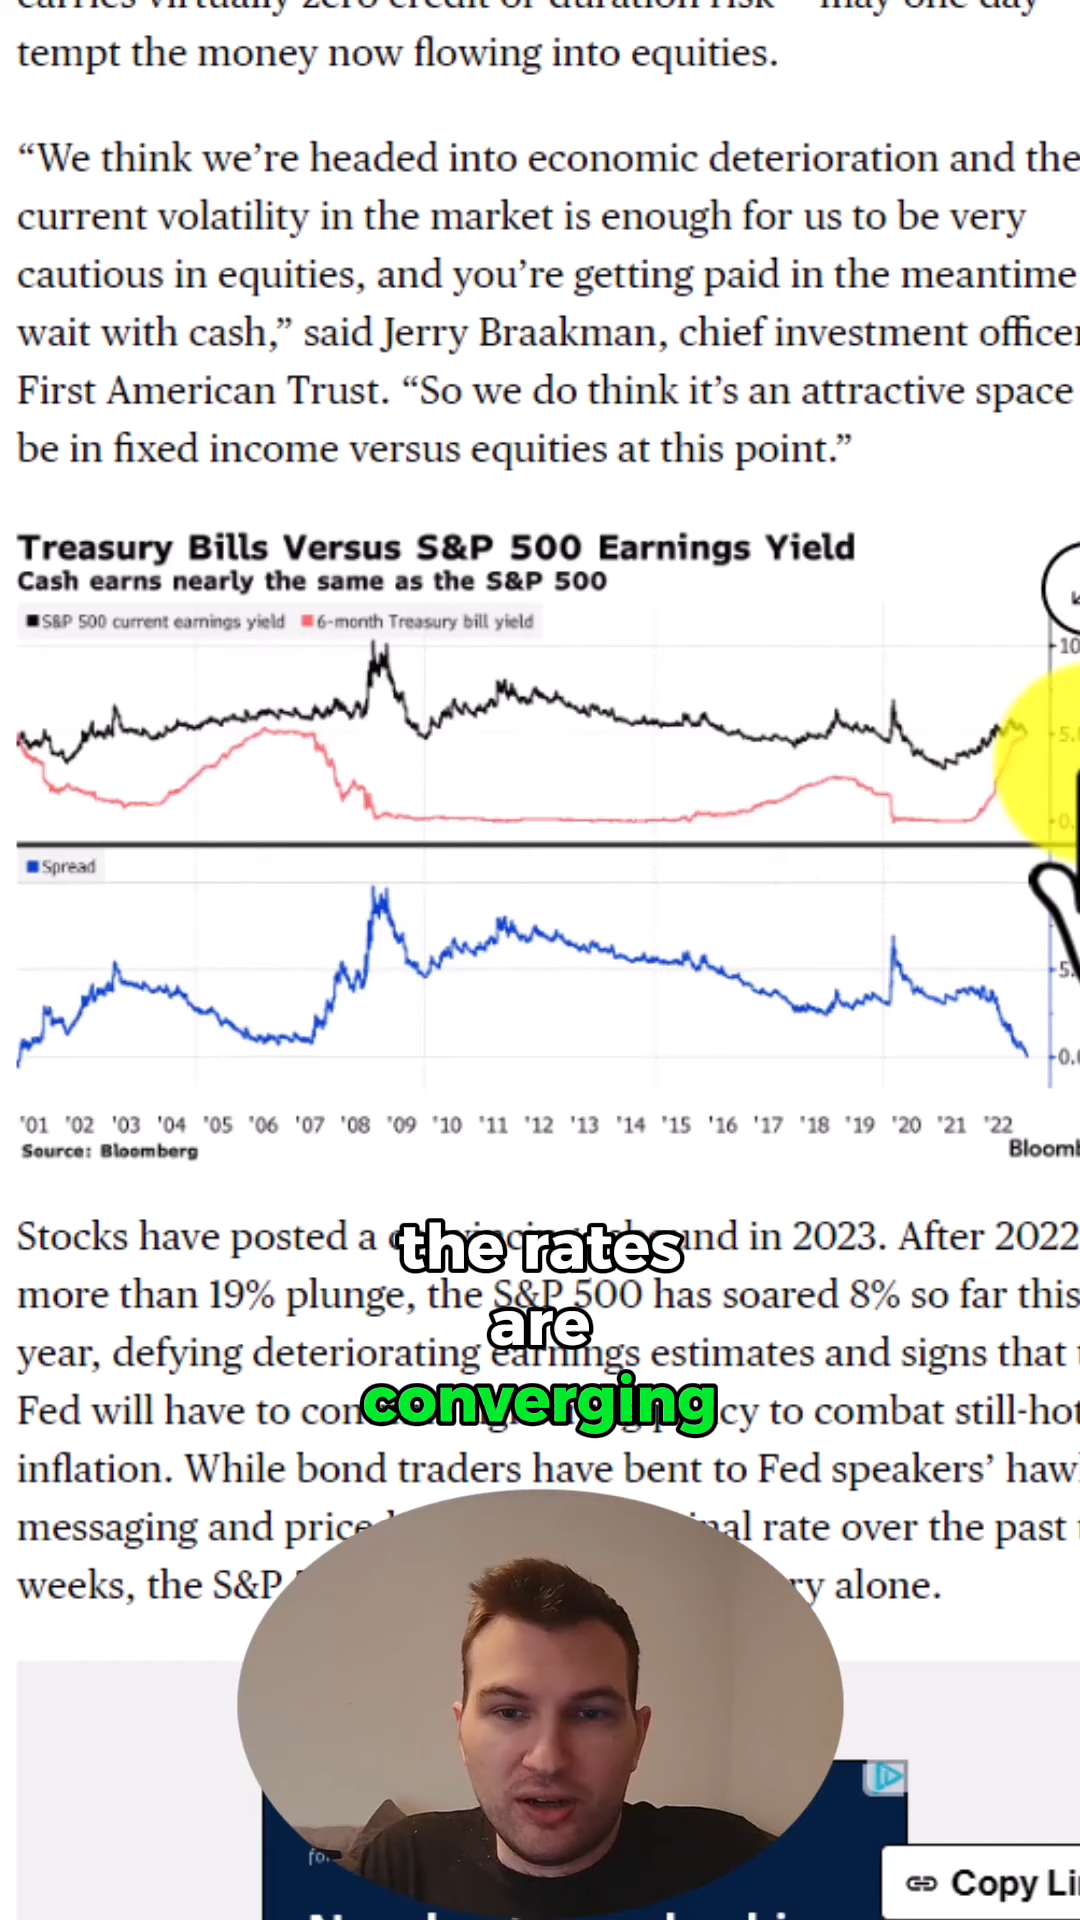 tempt the money now flowing into equities.
“We think we’re headed into economic deterioration and the
current volatility in the market is enough for us to be very
cautious in equities, and you’re getting paid in the meantime
wait with cash,” said Jerry Braakman, chief investment officer
First American Trust. “So we do think it’s an attractive space
be in fixed income versus equities at this point.”
Treasury Bills Versus S&P 500 Earnings Yield
Cash earns nearly the same as the S&P 500
S&P 500 current earnings yield 6-month Treasury bill yield
10
5.
0.
Spread
5.
0.
'01 '02 '03 '04 '05 '06 '07 '08 '09 '10 '11 '12 '13 '14 '15 '16 '17 '18 '19 '20 '21 '22
Source: Bloomberg
Stocks have posted a in 2023. After 2022
more than 19% plunge, the S&P 500 has soared 8% so far this
year, defying deteriorating earnings estimates and signs that
Fed will have to to combat still-hot
inflation. While bond traders have bent to Fed speakers’
messaging and rate over the past
weeks, the S&P alone.
the rates
are
converging
Copy